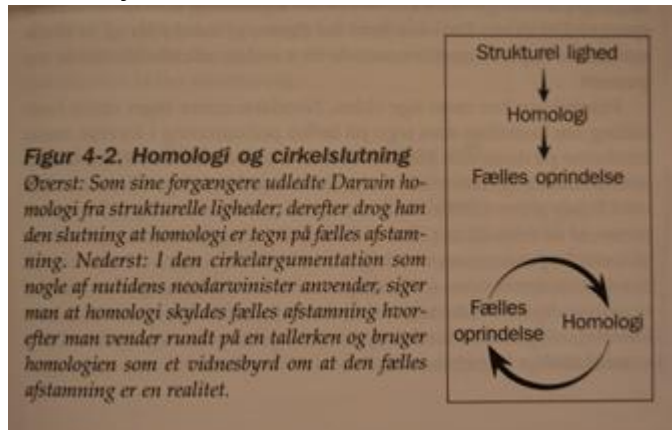 Figur 4-2. Homologi og cirkelslutning
Øverst: Som sine forgængere udledte Darwin ho-
mologi fra strukturelle ligheder; derefter drog han
den slutning at homologi er tegn på fælles afstam-
ning. Nederst: I den cirkelargumentation som
nogle af nutidens neodarwinister anvender, siger
man at homologi skyldes fælles afstamning hvor-
efter man vender rundt på en tallerken og bruger
homologien som et vidnesbyrd om at den fælles
afstamning er en realitet.
Strukturel lighed
Homologi
Fælles oprindelse
Fælles
oprindelse
Homologi